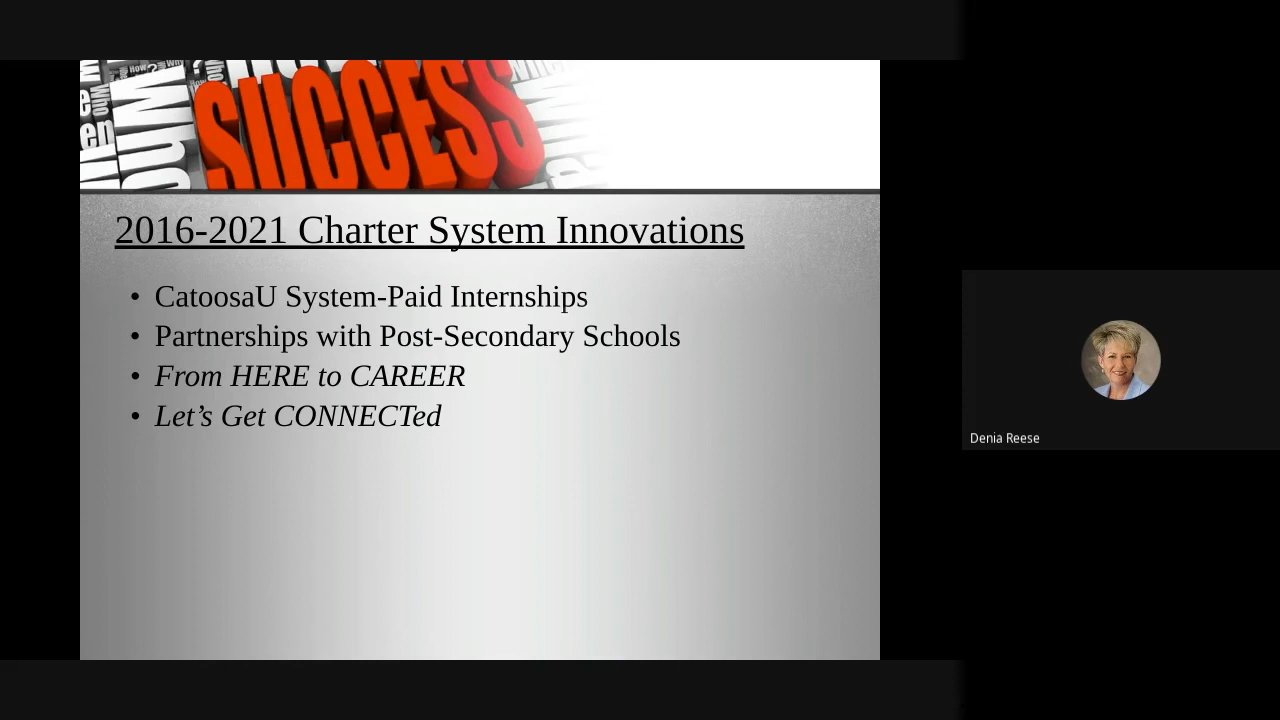 SUCCESS
2016-2021 Charter System Innovations
• CatoosaU System-Paid Internships
• Partnerships with Post-Secondary Schools
• From HERE to CAREER
• Let’s Get CONNECTed
Denia Reese